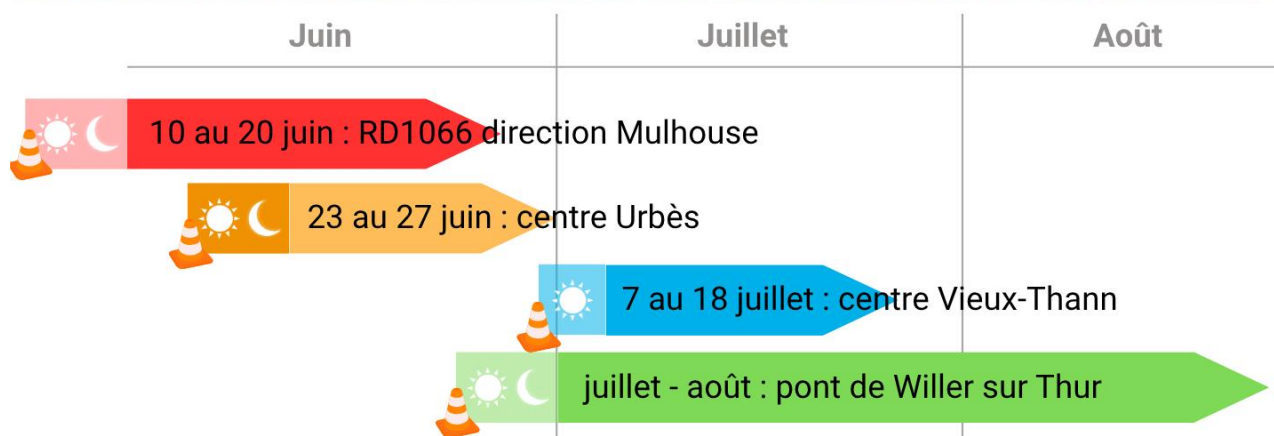 Juin
Juillet
Août
10 au 20 juin : RD1066 direction Mulhouse
23 au 27 juin : centre Urbès
7 au 18 juillet : centre Vieux-Thann
juillet - août : pont de Willer sur Thur